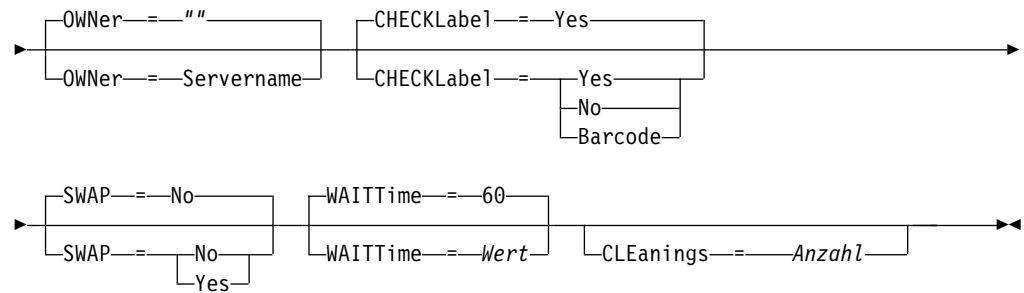 OWNer = "" CHECKLabel = Yes
OWNer = Servername CHECKLabel = Yes
No
Barcode
SWAP = No WAITTime = 60
SWAP = No WAITTime = Wert CLEanings = Anzahl
Yes